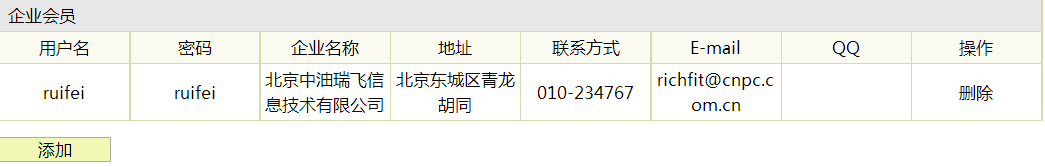 企业会员
用户名 密码 企业名称 地址 联系方式 E-mail QQ 操作
ruifei ruifei 北京中油瑞飞信 北京东城区青龙 010-234767 richfit@cnpc.c 删除
息技术有限公司 胡同 om.cn
添加